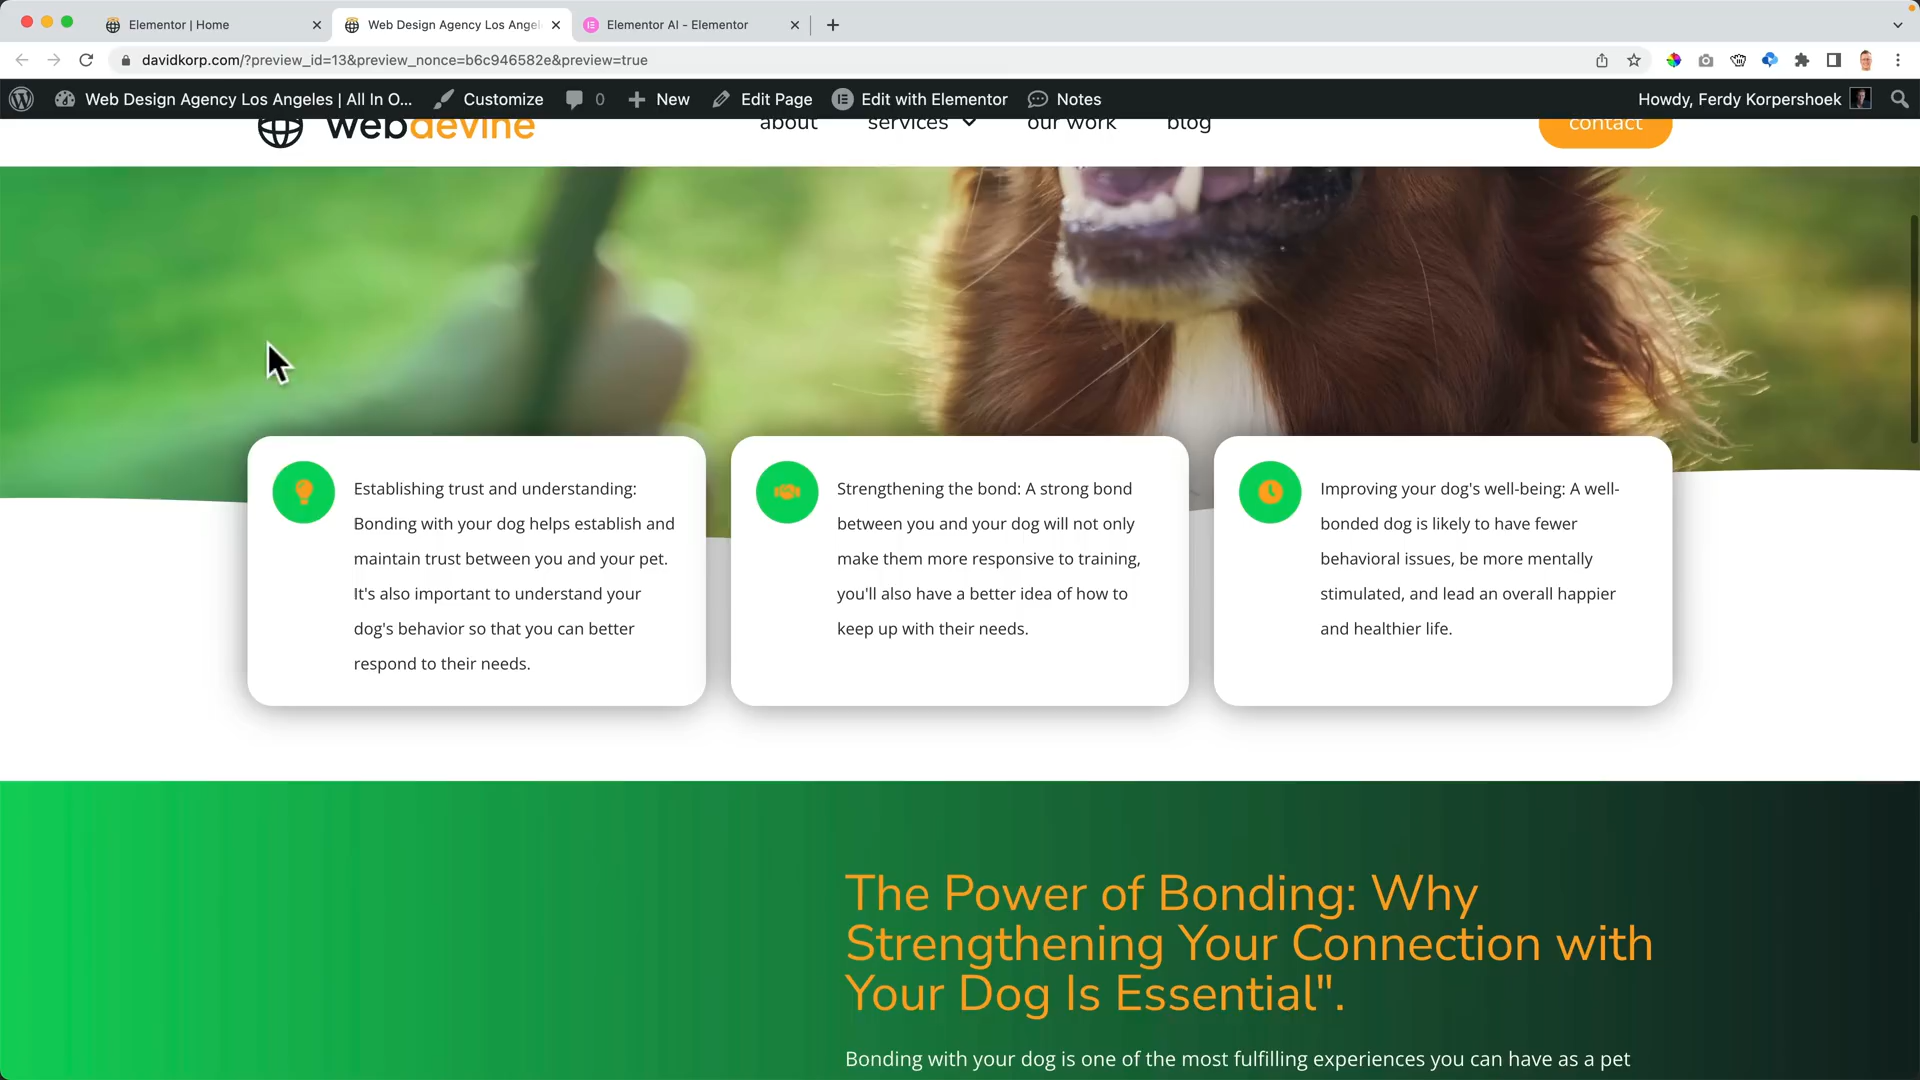 Elementor | Home
Web Design Agency Los Angel
Elementor AI - Elementor
davidkorp.com/?preview_id=13&preview_nonce=b6c946582e&preview=true
Web Design Agency Los Angeles | All In O...
Customize
0
New
Edit Page
Edit with Elementor
Notes
Howdy, Ferdy Korpershoek
webdevine
about
services
our work
blog
contact
Establishing trust and understanding:
Bonding with your dog helps establish and
maintain trust between you and your pet.
It's also important to understand your
dog's behavior so that you can better
respond to their needs.
Strengthening the bond: A strong bond
between you and your dog will not only
make them more responsive to training,
you'll also have a better idea of how to
keep up with their needs.
Improving your dog's well-being: A well-
bonded dog is likely to have fewer
behavioral issues, be more mentally
stimulated, and lead an overall happier
and healthier life.
The Power of Bonding: Why
Strengthening Your Connection with
Your Dog Is Essential".
Bonding with your dog is one of the most fulfilling experiences you can have as a pet